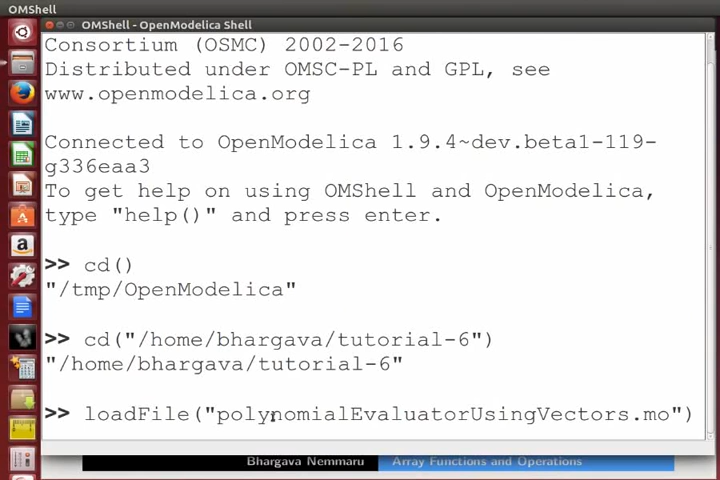 OMShell
OMShell - OpenModelica Shell
Consortium (OSMC) 2002-2016
Distributed under OMSC-PL and GPL, see
www.openmodelica.org
Connected to OpenModelica 1.9.4~dev.beta1-119-
g336eaa3
To get help on using OMShell and OpenModelica,
type "help()" and press enter.
>> cd()
"/tmp/OpenModelica"
>> cd("/home/bhargava/tutorial-6")
"/home/bhargava/tutorial-6"
>> loadFile("polynomialEvaluatorUsingVectors.mo")
Bhargava Nemmaru
Array Functions and Operations